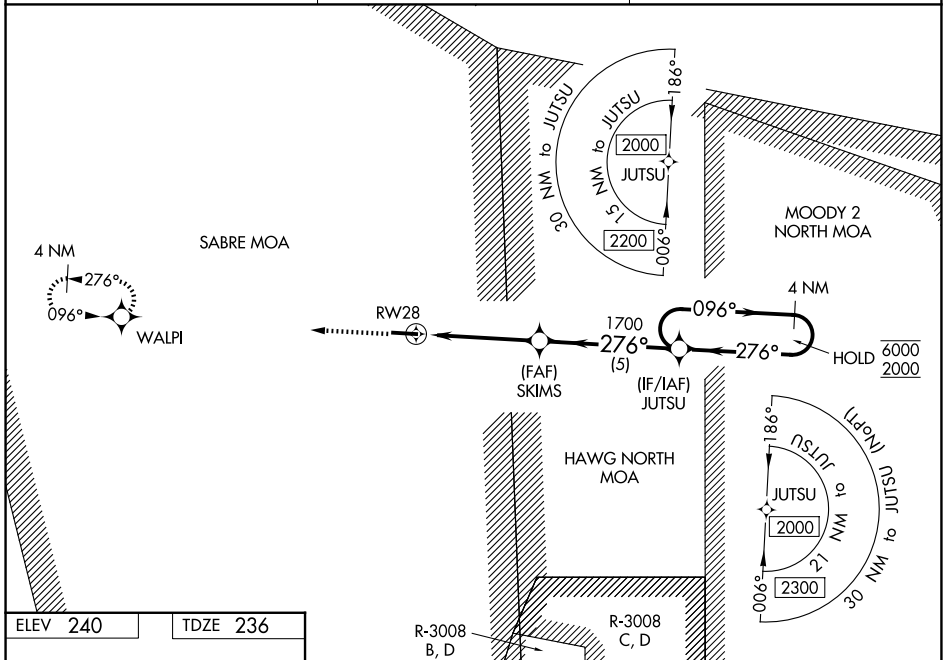 30 NM to JUTSU
15 NM to JUTSU
186°
2000
JUTSU
2200
006°
MOODY 2
NORTH MOA
SABRE MOA
4 NM
276°
096°
WALPI
RW28
1700
276°
(5)
(FAF)
SKIMS
(IF/IAF)
JUTSU
096°
4 NM
276°
HOLD
6000
2000
HAWG NORTH
MOA
186°
JUTSU
2000
2300
006°
21 NM to JUTSU
30 NM to JUTSU (NoPT)
R-3008
B, D
R-3008
C, D
ELEV 240
TDZE 236